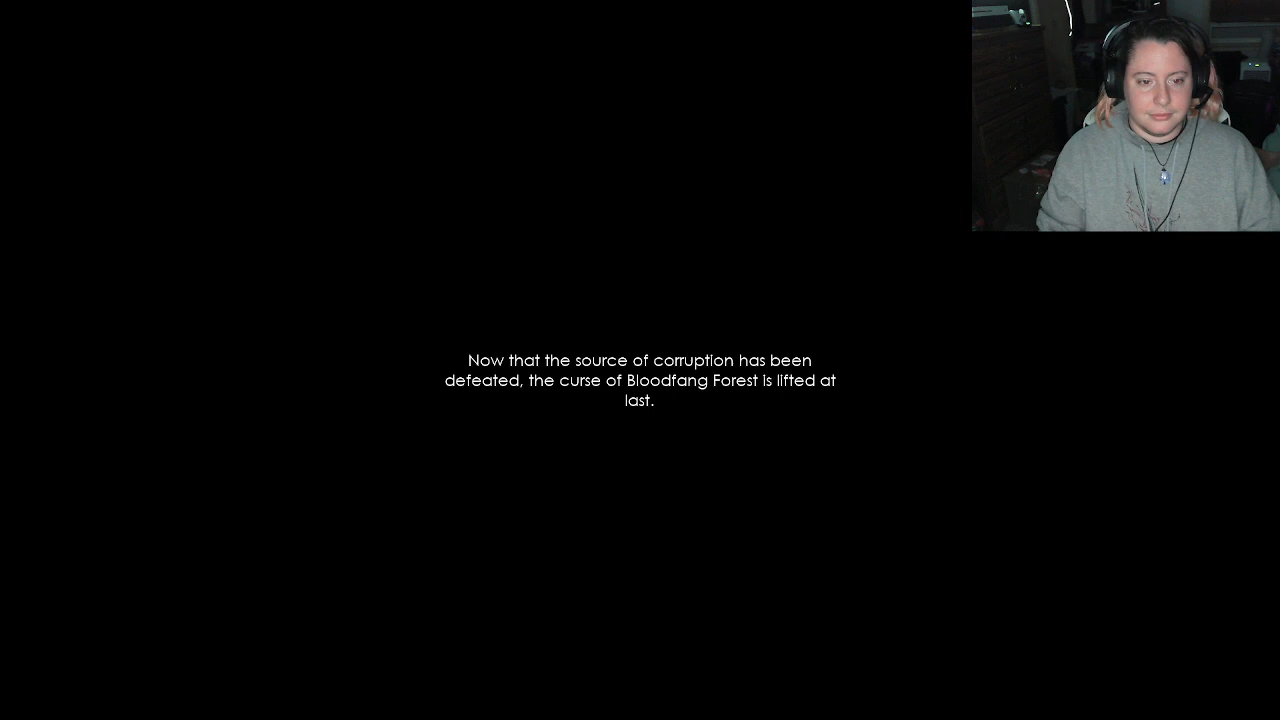 Now that the source of corruption has been
defeated, the curse of Bloodfang Forest is lifted at
last.